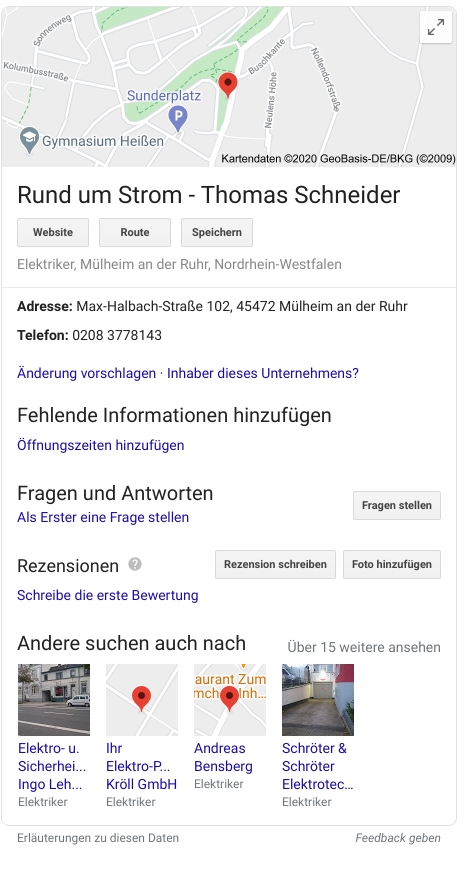 Sonnenweg
Kolumbusstraße
Buschkante
Nollendorfstraße
Neulens Höhe
Sunderplatz
P
Gymnasium Heißen
Kartendaten ©2020 GeoBasis-DE/BKG (©2009)
Rund um Strom - Thomas Schneider
Website Route Speichern
Elektriker, Mülheim an der Ruhr, Nordrhein-Westfalen
Adresse: Max-Halbach-Straße 102, 45472 Mülheim an der Ruhr
Telefon: 0208 3778143
Änderung vorschlagen · Inhaber dieses Unternehmens?
Fehlende Informationen hinzufügen
Öffnungszeiten hinzufügen
Fragen und Antworten
Fragen stellen
Als Erster eine Frage stellen
Rezensionen ? Rezension schreiben Foto hinzufügen
Schreibe die erste Bewertung
Andere suchen auch nach
Über 15 weitere ansehen
aurant Zum
Elektro- u.
Sicherhei...
Ingo Leh...
Elektriker
Ihr
Elektro-P...
Kröll GmbH
Elektriker
Andreas
Bensberg
Elektriker
Schröter &
Schröter
Elektrotec...
Elektriker
Erläuterungen zu diesen Daten
Feedback geben